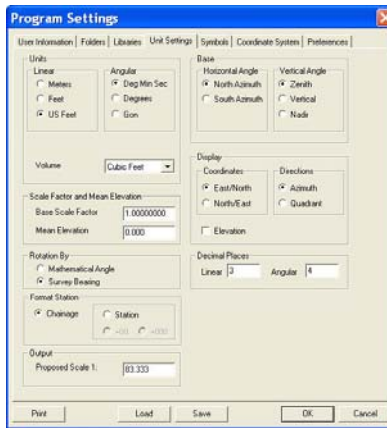 Program Settings
User Information Folders Libraries Unit Settings Symbols Coordinate System Preferences
Units
Linear
Meters
Feet
US Feet
Angular
Deg Min Sec
Degrees
Gon
Volume Cubic Feet
Scale Factor and Mean Elevation
Base Scale Factor 1.00000000
Mean Elevation 0.000
Rotation By
Mathematical Angle
Survey Bearing
Format Station
Chainage
Station
+00 +000
Output
Proposed Scale 1: 83.333
Base
Horizontal Angle
North Azimuth
South Azimuth
Vertical Angle
Zenith
Vertical
Nadir
Display
Coordinates
East/North
North/East
Directions
Azimuth
Quadrant
Elevation
Decimal Places
Linear 3 Angular 4
Print Load Save OK Cancel